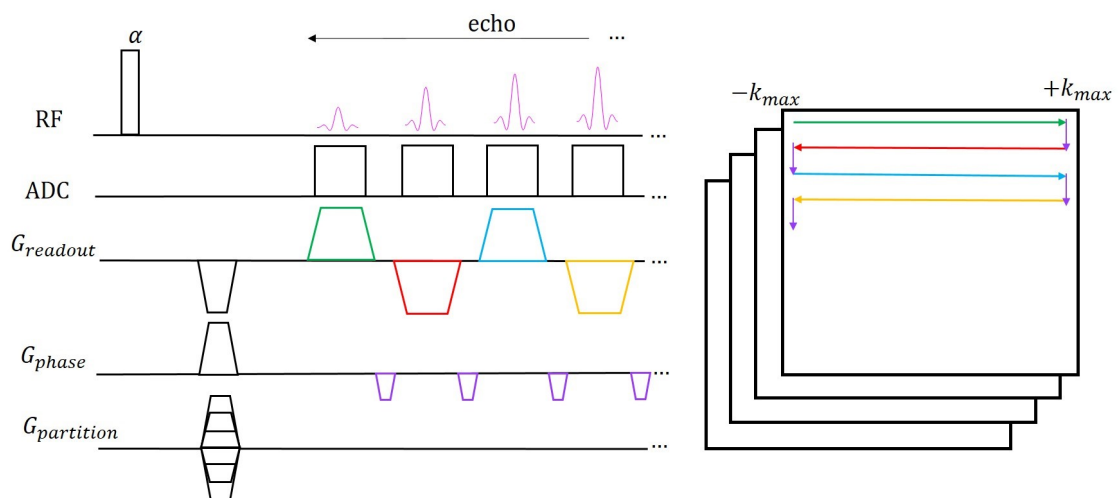 α
echo
...
RF
...
ADC
...
G_readout
...
G_phase
...
G_partition
...
−k_max
+k_max